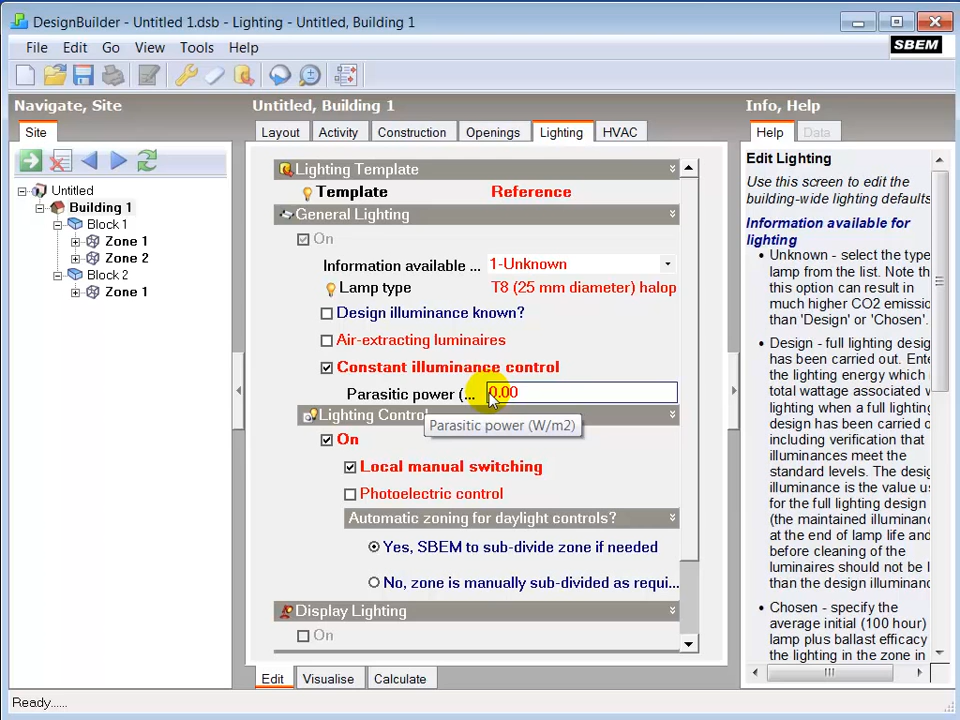 DesignBuilder - Untitled 1.dsb - Lighting - Untitled, Building 1
File Edit Go View Tools Help
SBEM
Navigate, Site
Site
Untitled
Building 1
Block 1
Zone 1
Zone 2
Block 2
Zone 1
Untitled, Building 1
Layout Activity Construction Openings Lighting HVAC
Lighting Template
Template Reference
General Lighting
On
Information available ... 1-Unknown
Lamp type T8 (25 mm diameter) halop
Design illuminance known?
Air-extracting luminaires
Constant illuminance control
Parasitic power (... 0.00
Lighting Control
Parasitic power (W/m2)
On
Local manual switching
Photoelectric control
Automatic zoning for daylight controls?
Yes, SBEM to sub-divide zone if needed
No, zone is manually sub-divided as requi...
Display Lighting
On
Edit Visualise Calculate
Info, Help
Help Data
Edit Lighting
Use this screen to edit the
building-wide lighting defaults
Information available for
lighting
• Unknown - select the type
lamp from the list. Note th
this option can result in
much higher CO2 emissio
than 'Design' or 'Chosen'.
• Design - full lighting desig
has been carried out. Ente
the lighting energy which
total wattage associated w
lighting when a full lighting
design has been carried o
including verification that
illuminances meet the
standard levels. The desig
illuminance is the value us
for the full lighting design
(the maintained illuminanc
at the end of lamp life and
before cleaning of the
luminaires should not be l
than the design illuminanc
• Chosen - specify the
average initial (100 hour)
lamp plus ballast efficacy
the lighting in the zone in
Ready......